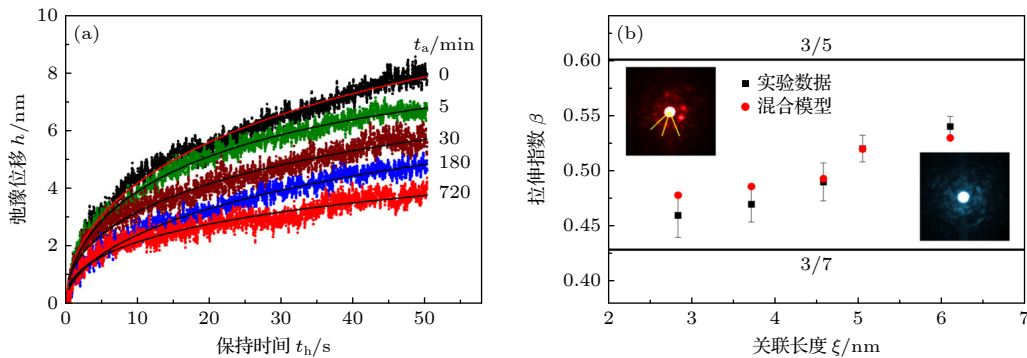 (a)
t_a/min
0
5
30
180
720
10
8
6
4
2
0
弛豫位移 h/nm
0 10 20 30 40 50
保持时间 t_h/s
(b)
3/5
实验数据
混合模型
3/7
0.60
0.55
0.50
0.45
0.40
拉伸指数 β
2 3 4 5 6 7
关联长度 ξ/nm